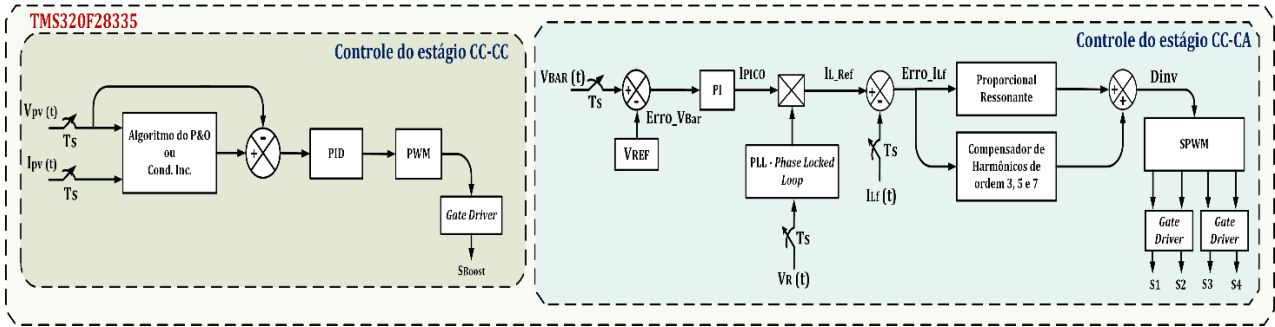 TMS320F28335
Controle do estágio CC-CC
Vpv (t)
Ts
Ipv (t)
Ts
Algoritmo do P&O
ou
Cond. Inc.
-
+
PID
PWM
Gate Driver
SBoost
Controle do estágio CC-CA
VBAR (t)
Ts
+
-
Erro_VBar
VREF
PI
IPICO
PLL - Phase Locked
Loop
Ts
VR (t)
IL_Ref
+
-
Ts
ILf (t)
Erro_ILf
Proporcional
Ressonante
Compensador de
Harmônicos de
ordem 3, 5 e 7
+
+
Dinv
SPWM
Gate
Driver
Gate
Driver
S1
S2
S3
S4